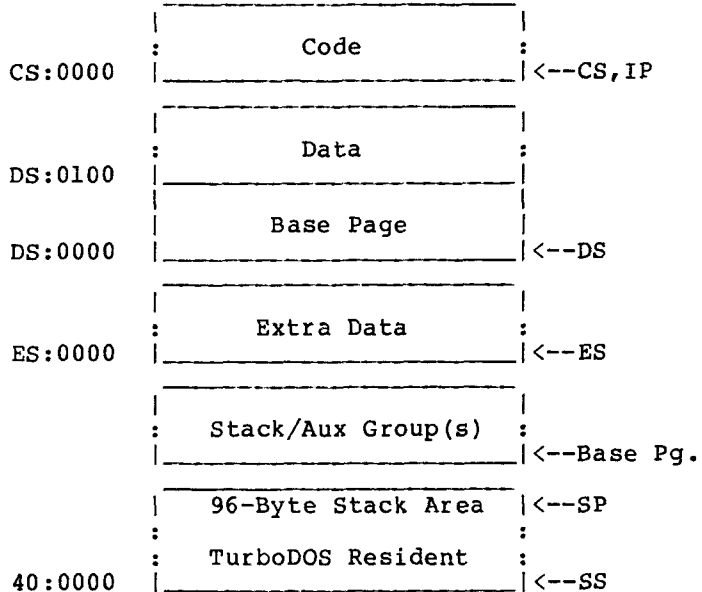 Code
CS:0000 <--CS,IP
Data
DS:0100
Base Page
DS:0000 <--DS
Extra Data
ES:0000 <--ES
Stack/Aux Group(s)
<--Base Pg.
96-Byte Stack Area <--SP
TurboDOS Resident
40:0000 <--SS